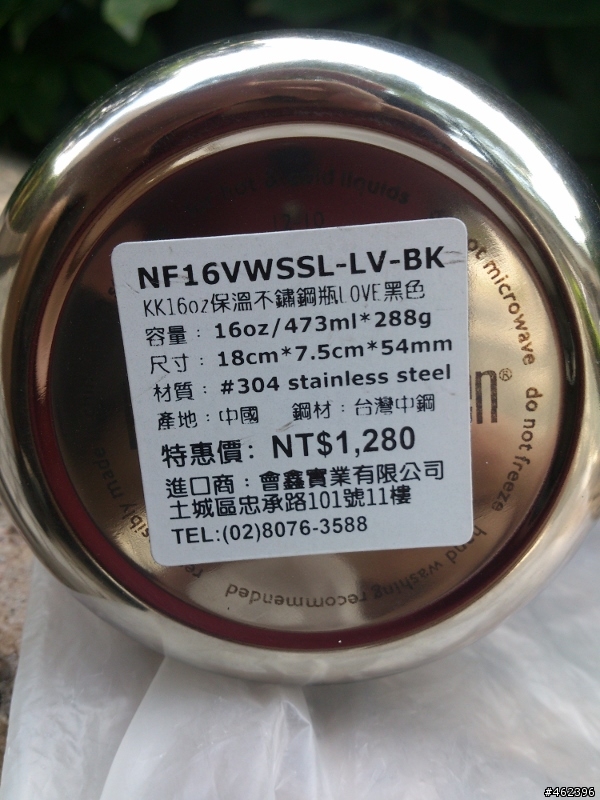 NF16VWSSL-LV-BK
KK16oz保溫不鏽鋼瓶LOVE黑色
容量：16oz/473ml*288g
尺寸：18cm*7.5cm*54mm
材質：#304 stainless steel
產地：中國 鋼材：台灣中鋼
特惠價：NT$1,280
進口商：會鑫實業有限公司
土城區忠承路101號11樓
TEL:(02)8076-3588
liquids
not microwave
do not freeze
hand washing recommended
en®
#462396